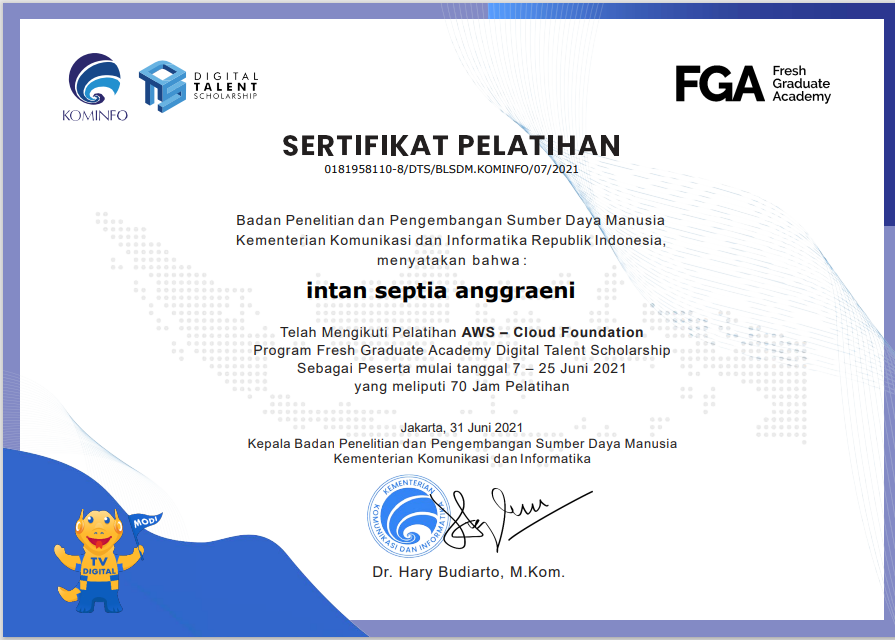 KOMINFO
DIGITAL
TALENT
SCHOLARSHIP
FGA
Fresh
Graduate
Academy
SERTIFIKAT PELATIHAN
0181958110-8/DTS/BLSDM.KOMINFO/07/2021
Badan Penelitian dan Pengembangan Sumber Daya Manusia
Kementerian Komunikasi dan Informatika Republik Indonesia,
menyatakan bahwa :
intan septia anggraeni
Telah Mengikuti Pelatihan AWS – Cloud Foundation
Program Fresh Graduate Academy Digital Talent Scholarship
Sebagai Peserta mulai tanggal 7 – 25 Juni 2021
yang meliputi 70 Jam Pelatihan
Jakarta, 31 Juni 2021
Kepala Badan Penelitian dan Pengembangan Sumber Daya Manusia
Kementerian Komunikasi dan Informatika
KEMENTERIAN
KOMUNIKASI DAN INFORMATIKA
MODI
TV
DIGITAL
Dr. Hary Budiarto, M.Kom.